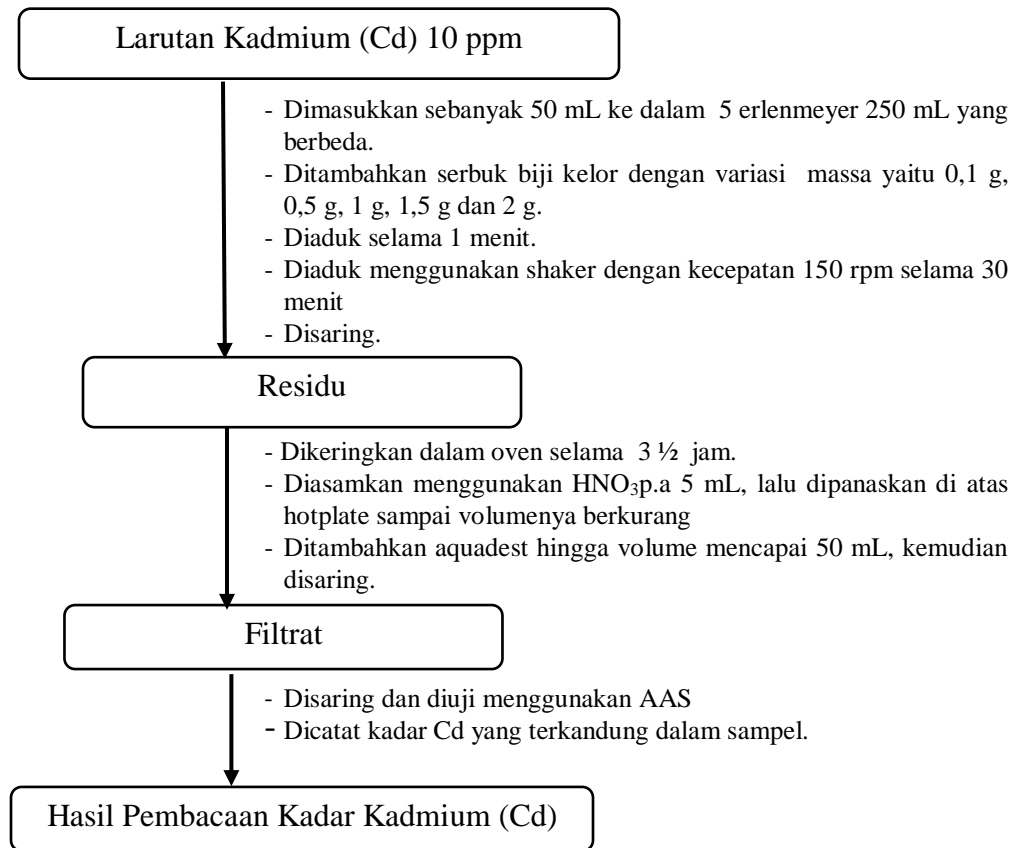 Larutan Kadmium (Cd) 10 ppm
- Dimasukkan sebanyak 50 mL ke dalam 5 erlenmeyer 250 mL yang
berbeda.
- Ditambahkan serbuk biji kelor dengan variasi massa yaitu 0,1 g,
0,5 g, 1 g, 1,5 g dan 2 g.
- Diaduk selama 1 menit.
- Diaduk menggunakan shaker dengan kecepatan 150 rpm selama 30
menit
- Disaring.
Residu
- Dikeringkan dalam oven selama 3 ½ jam.
- Diasamkan menggunakan HNO₃p.a 5 mL, lalu dipanaskan di atas
hotplate sampai volumenya berkurang
- Ditambahkan aquadest hingga volume mencapai 50 mL, kemudian
disaring.
Filtrat
- Disaring dan diuji menggunakan AAS
- Dicatat kadar Cd yang terkandung dalam sampel.
Hasil Pembacaan Kadar Kadmium (Cd)